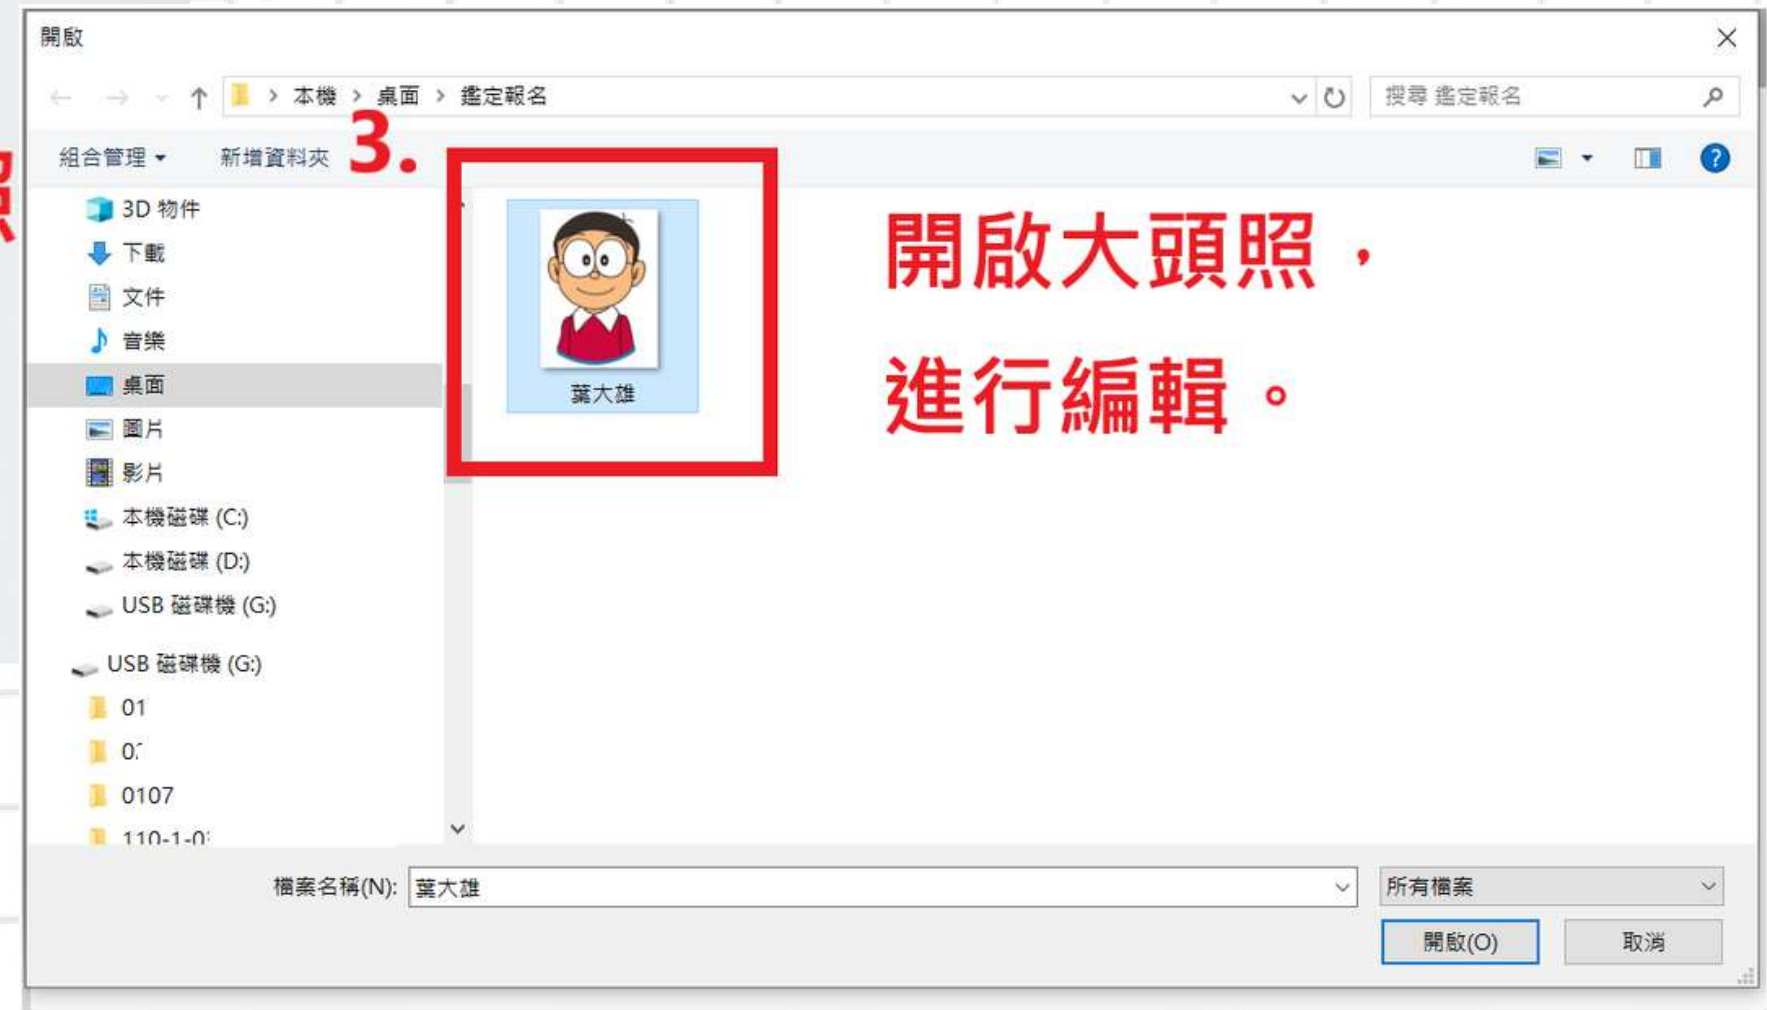 開啟
本機 > 桌面 > 鑑定報名
搜尋 鑑定報名
組合管理
新增資料夾
3.
照
3D 物件
下載
文件
音樂
桌面
圖片
影片
本機磁碟 (C:)
本機磁碟 (D:)
USB 磁碟機 (G:)
USB 磁碟機 (G:)
01
0107
葉大雄
開啟大頭照，
進行編輯。
檔案名稱(N):
葉大雄
所有檔案
開啟(O)
取消